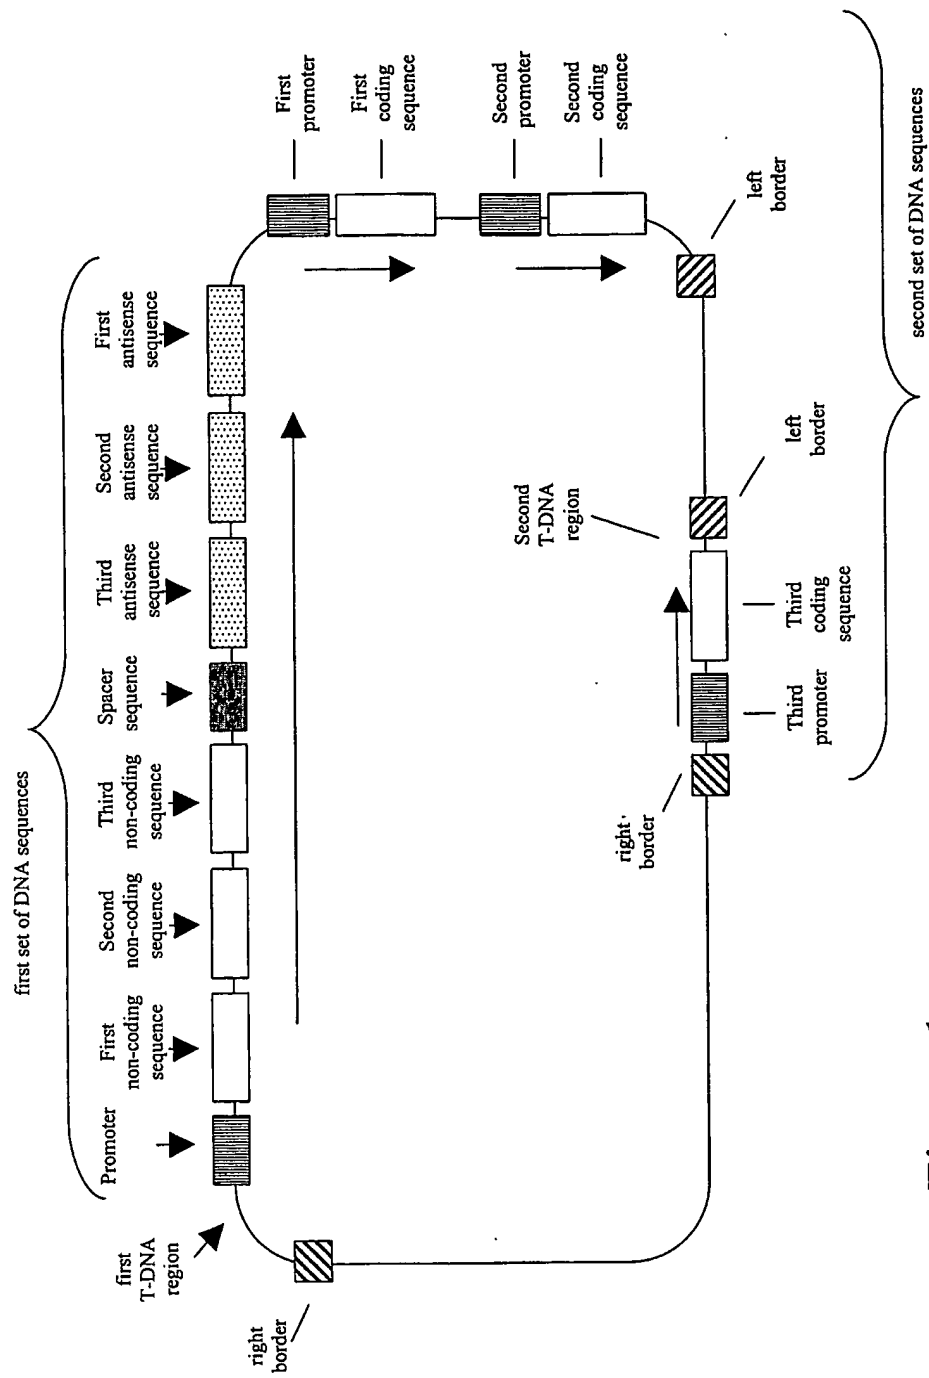 first set of DNA sequences
Promoter
First
non-coding
sequence
Second
non-coding
sequence
Third
non-coding
sequence
Spacer
sequence
Third
antisense
sequence
Second
antisense
sequence
First
antisense
sequence
first
T-DNA
region
right
border
First
promoter
First
coding
sequence
Second
promoter
Second
coding
sequence
left
border
Second
T-DNA
region
left
border
right
border
Third
promoter
Third
coding
sequence
second set of DNA sequences